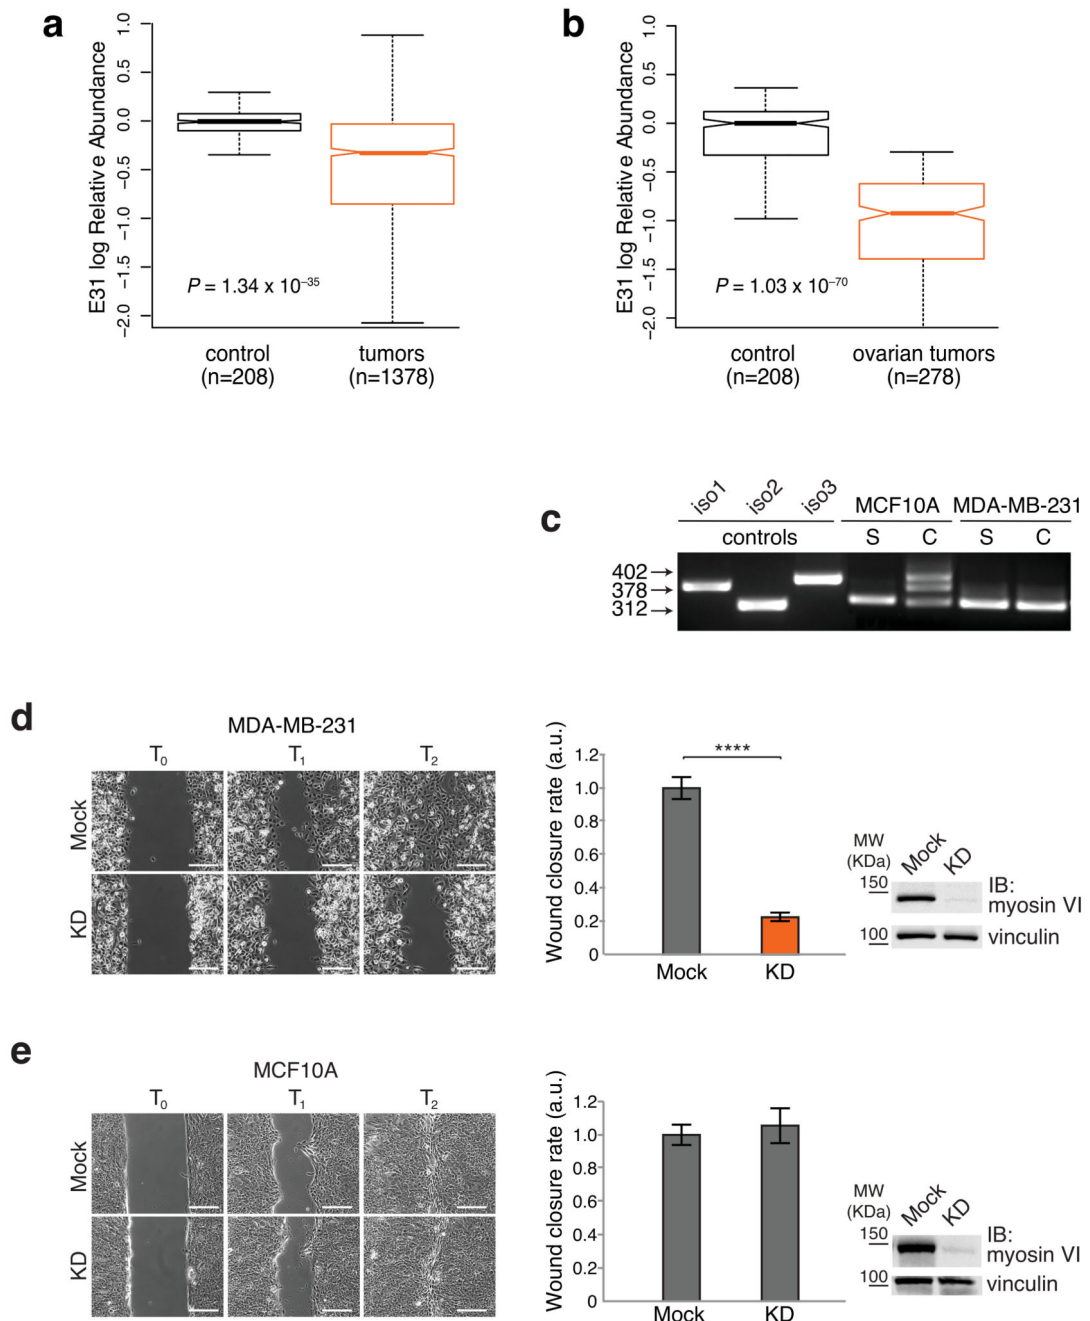 a
E31 log Relative Abundance
1.0
0.5
0.0
−0.5
−1.0
−1.5
−2.0
P = 1.34 x 10⁻³⁵
control
(n=208)
tumors
(n=1378)
b
E31 log Relative Abundance
1.0
0.5
0.0
−0.5
−1.0
−1.5
−2.0
P = 1.03 x 10⁻⁷⁰
control
(n=208)
ovarian tumors
(n=278)
c
iso1 iso2 iso3
MCF10A MDA-MB-231
controls S C S C
402→
378→
312→
d
MDA-MB-231
T₀ T₁ T₂
Mock
KD
Wound closure rate (a.u.)
1.2
1.0
0.8
0.6
0.4
0.2
0
****
Mock KD
MW
(KDa)
Mock KD
150
IB:
myosin VI
100
vinculin
e
MCF10A
T₀ T₁ T₂
Mock
KD
Wound closure rate (a.u.)
1.2
1.0
0.8
0.6
0.4
0.2
0
Mock KD
MW
(KDa)
Mock KD
150
IB:
myosin VI
100
vinculin